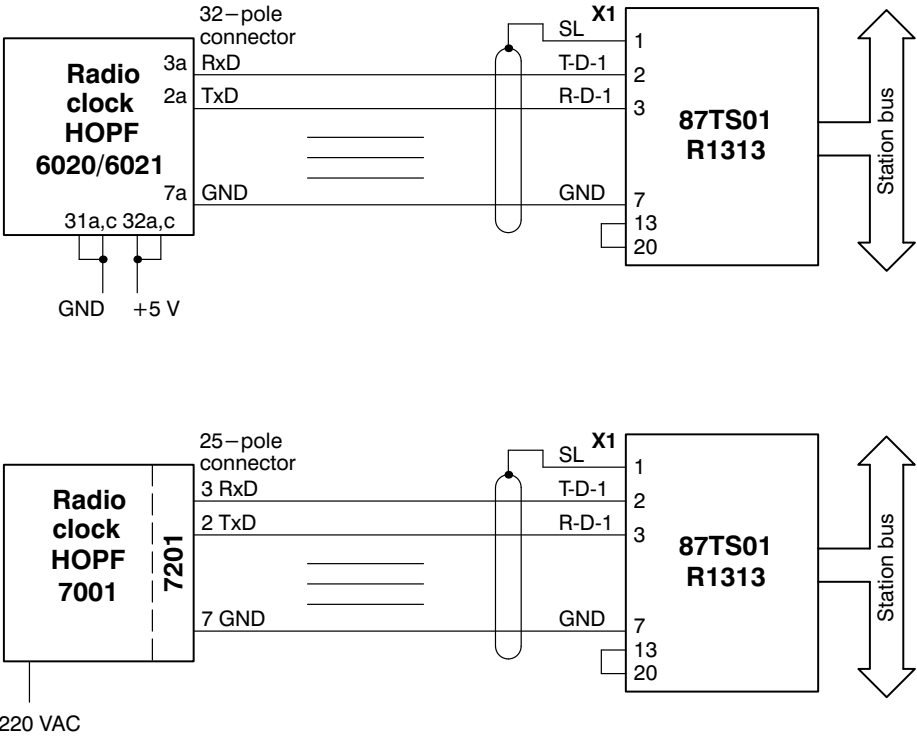 32−pole
connector
X1
SL
1
3a RxD
T-D-1
2
2a TxD
R-D-1
3
Radio
clock
HOPF
6020/6021
87TS01
R1313
Station bus
7a GND
GND
7
13
20
31a,c 32a,c
GND
+5 V
25−pole
connector
X1
SL
1
3 RxD
T-D-1
2
2 TxD
R-D-1
3
Radio
clock
HOPF
7001
7201
87TS01
R1313
Station bus
7 GND
GND
7
13
20
220 VAC